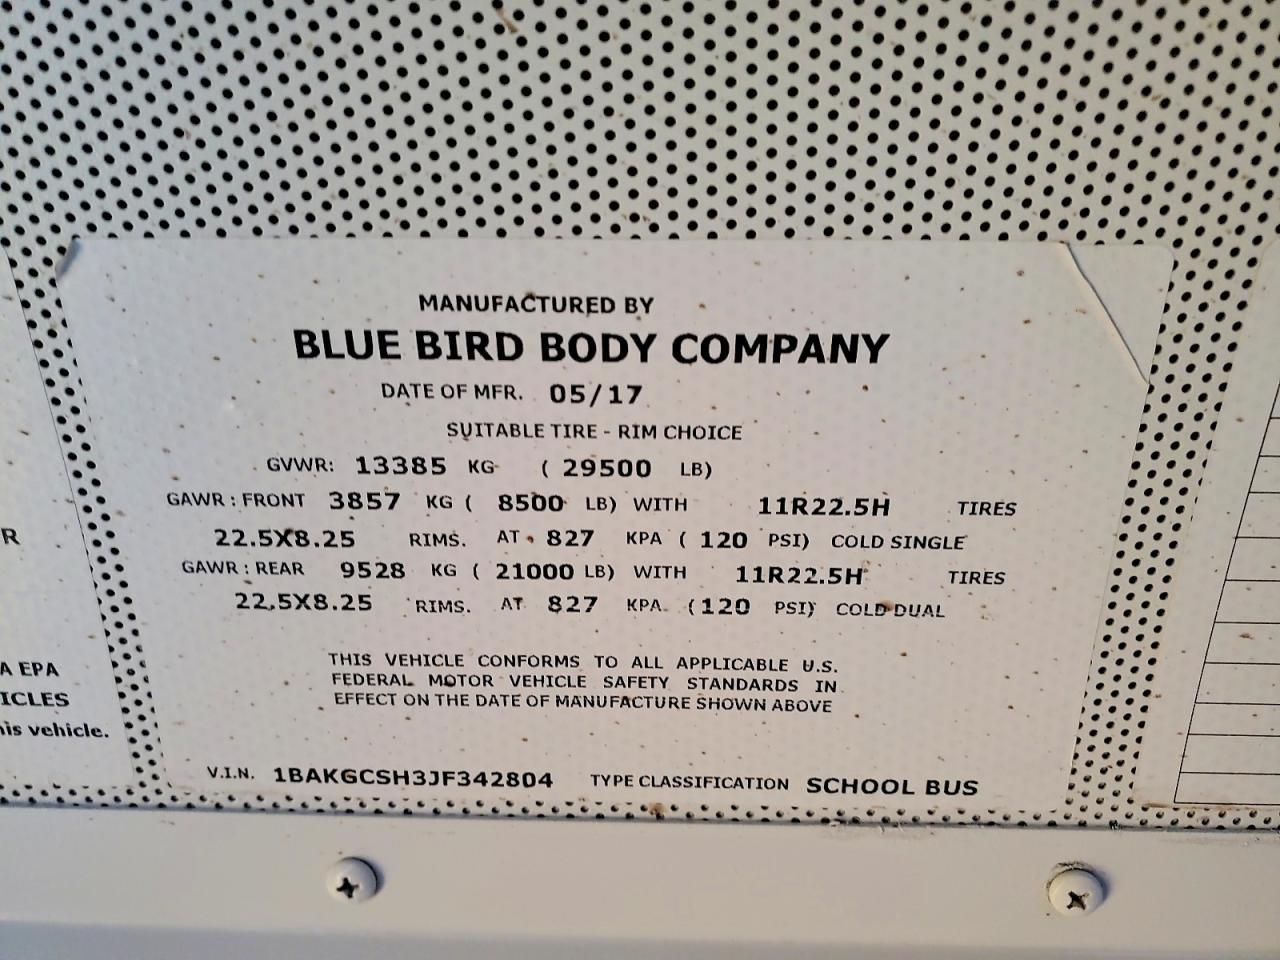 MANUFACTURED BY
BLUE BIRD BODY COMPANY
DATE OF MFR. 05/17
SUITABLE TIRE - RIM CHOICE
GVWR: 13385 KG ( 29500 LB)
GAWR : FRONT 3857 KG ( 8500 LB) WITH 11R22.5H TIRES
22.5X8.25 RIMS. AT 827 KPA ( 120 PSI) COLD SINGLE
GAWR : REAR 9528 KG ( 21000 LB) WITH 11R22.5H TIRES
22.5X8.25 RIMS. AT 827 KPA. ( 120 PSI) COLD DUAL
THIS VEHICLE CONFORMS TO ALL APPLICABLE U.S.
FEDERAL MOTOR VEHICLE SAFETY STANDARDS IN
EFFECT ON THE DATE OF MANUFACTURE SHOWN ABOVE
V.I.N. 1BAKGCSH3JF342804 TYPE CLASSIFICATION SCHOOL BUS
R
A EPA
ICLES
his vehicle.